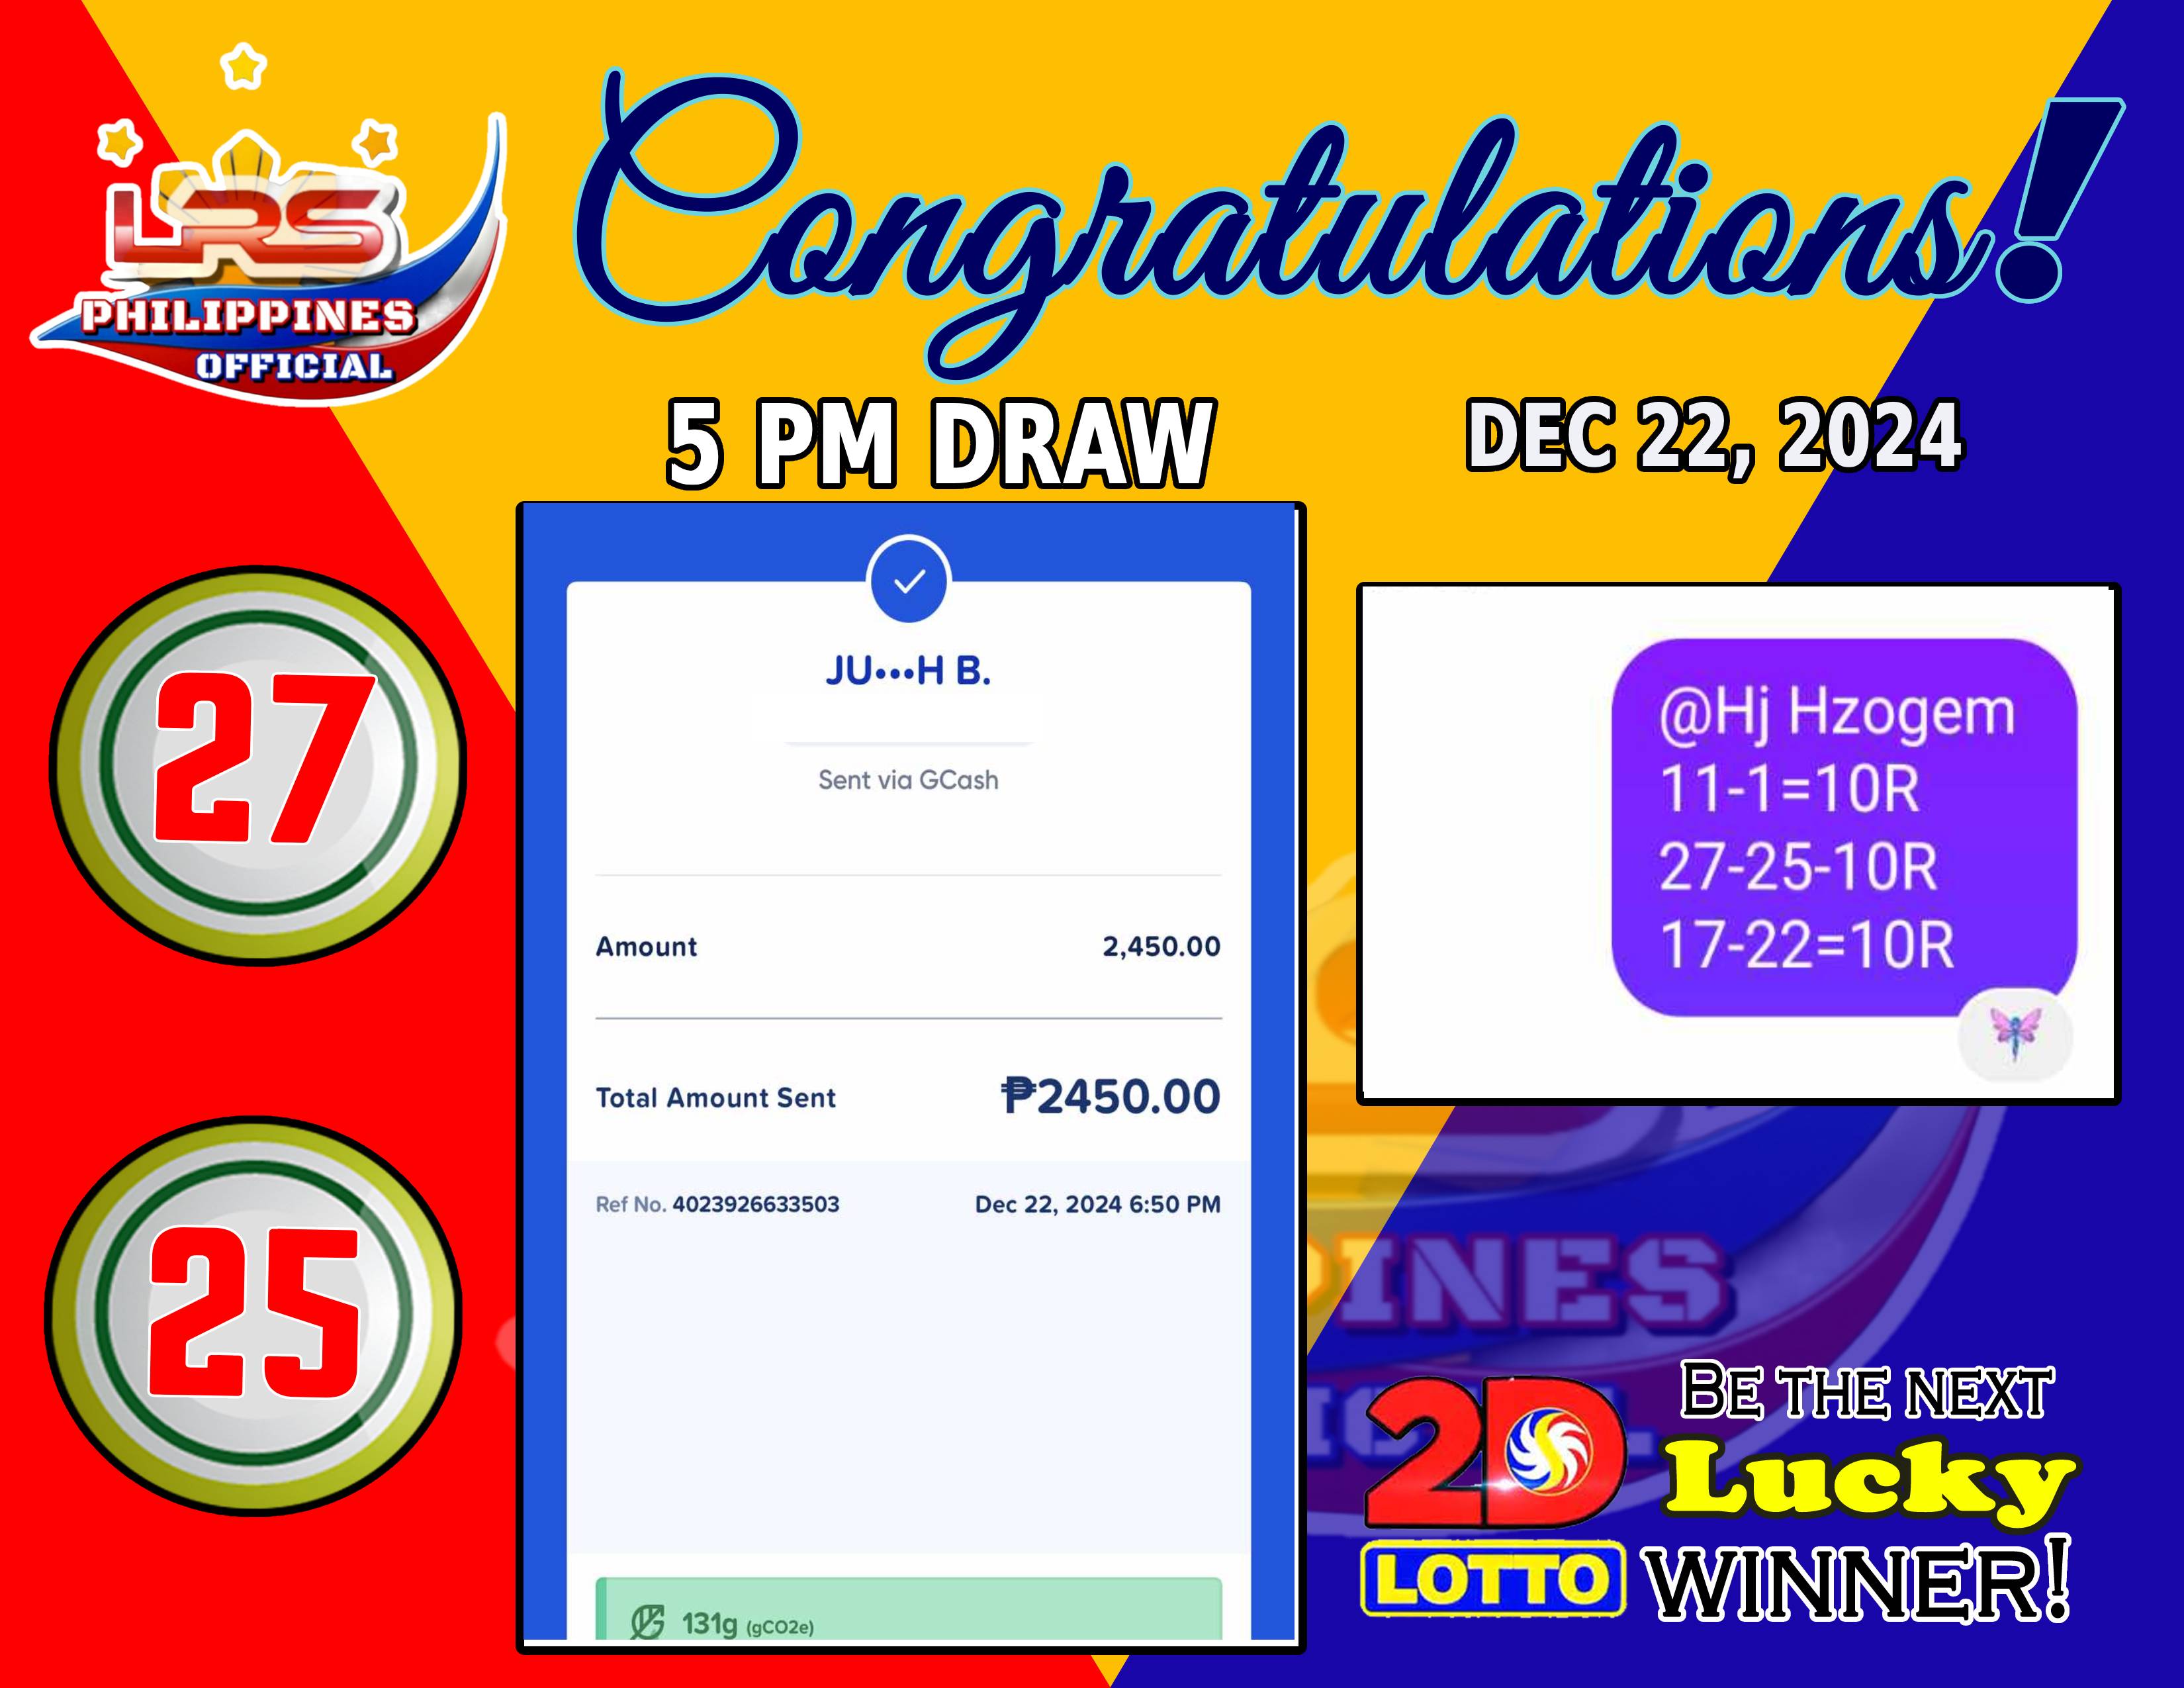 LRS
PHILIPPINES
OFFICIAL
Congratulations!
5 PM DRAW
DEC 22, 2024
27
25
JU•••H B.
Sent via GCash
Amount 2,450.00
Total Amount Sent ₱2450.00
Ref No. 4023926633503 Dec 22, 2024 6:50 PM
131g (gCO2e)
@Hj Hzogem
11-1=10R
27-25-10R
17-22=10R
PINES
2D
LOTTO
BE THE NEXT
Lucky
WINNER!